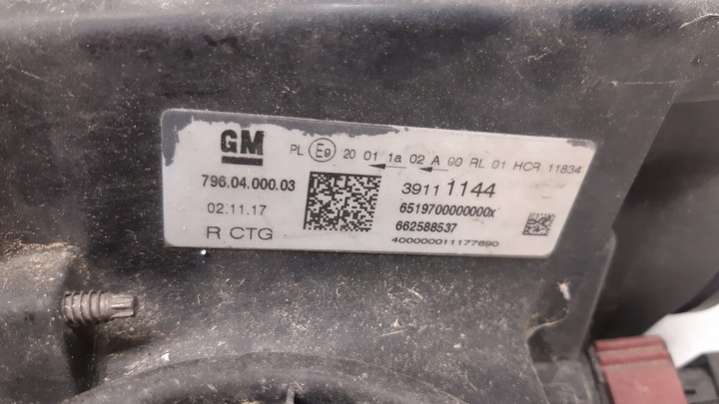 GM
PL E9 20 01 1a 02 A 90 RL 01 HCR 11834
796.04.000.03
39111144
02.11.17
6519700000000x
662588537
R CTG
400000011177890